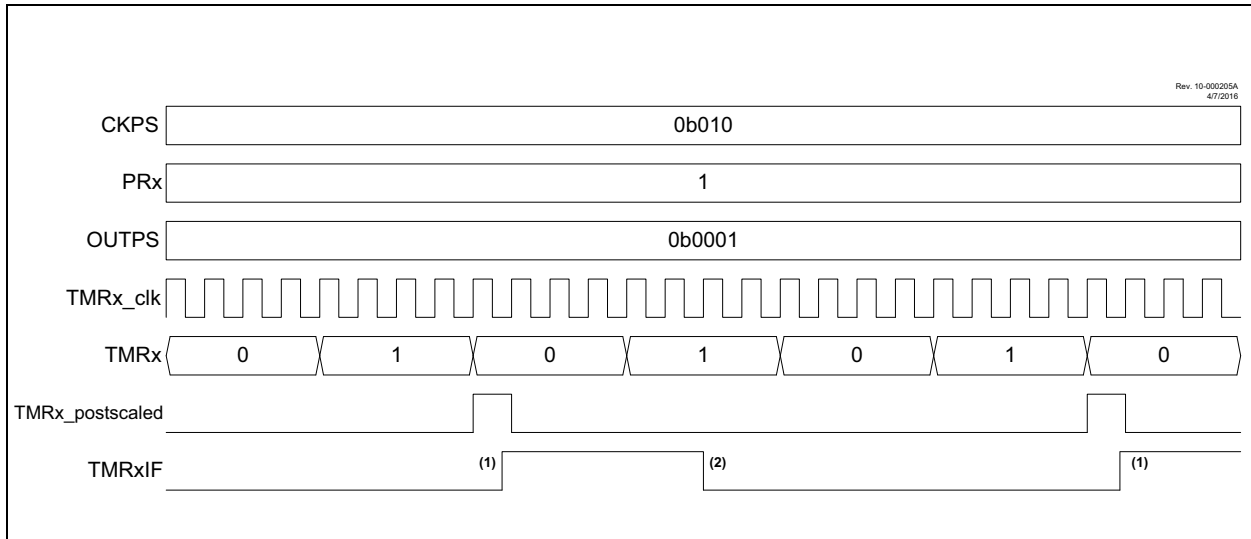 Rev. 10-000205A
4/7/2016
CKPS 0b010
PRx 1
OUTPS 0b0001
TMRx_clk
TMRx 0 1 0 1 0 1 0
TMRx_postscaled
TMRxIF (1) (2) (1)